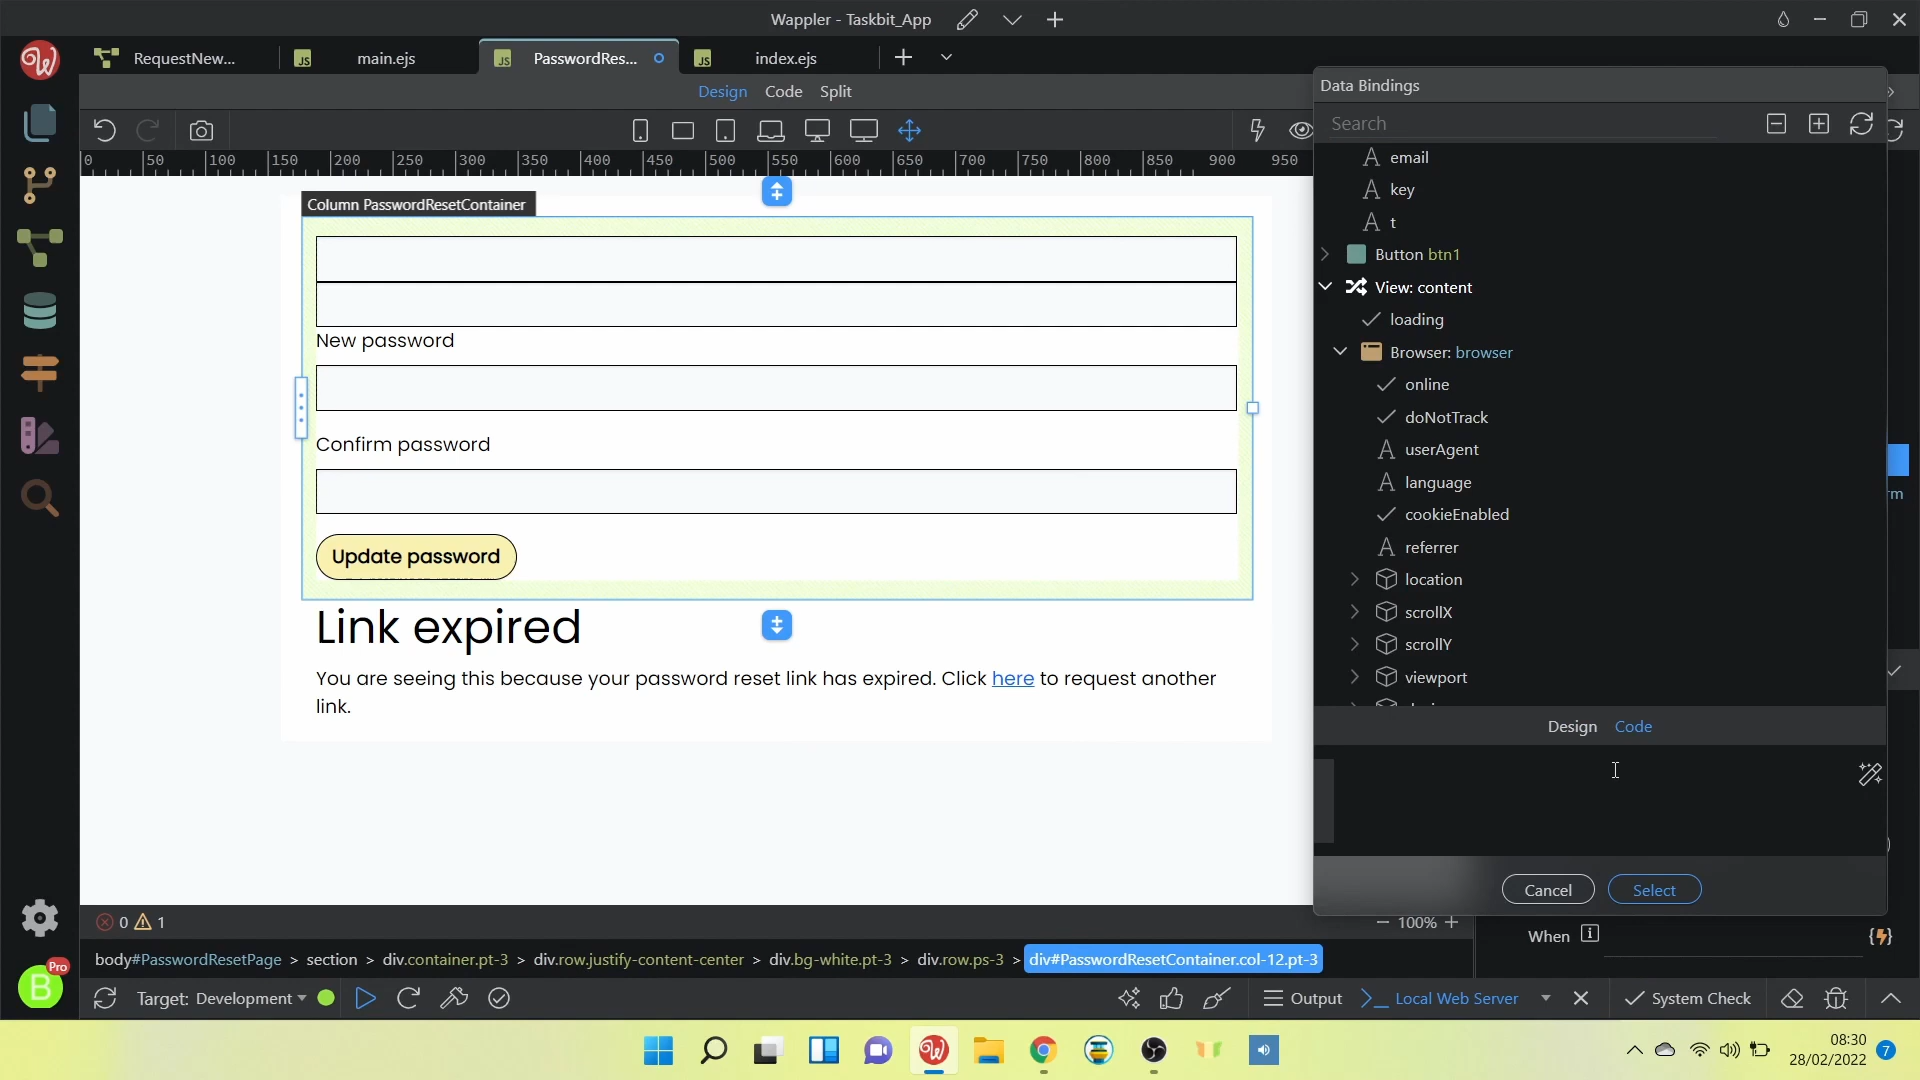 Wappler - Taskbit_App
RequestNew...
main.ejs
PasswordRes...
index.ejs
Design Code Split
Data Bindings
Search
0 50 100 150 200 250 300 350 400 450 500 550 600 650 700 750 800 850 900 950
Column PasswordResetContainer
New password
Confirm password
Update password
Link expired
You are seeing this because your password reset link has expired. Click here to request another
link.
email
key
t
Button btn1
View: content
loading
Browser: browser
online
doNotTrack
userAgent
language
cookieEnabled
referrer
location
scrollX
scrollY
viewport
Design Code
Cancel Select
0 1
100%
When
body#PasswordResetPage > section > div.container.pt-3 > div.row.justify-content-center > div.bg-white.pt-3 > div.row.ps-3 > div#PasswordResetContainer.col-12.pt-3
Pro
B
Target: Development
Output
Local Web Server
System Check
08:30
28/02/2022
7